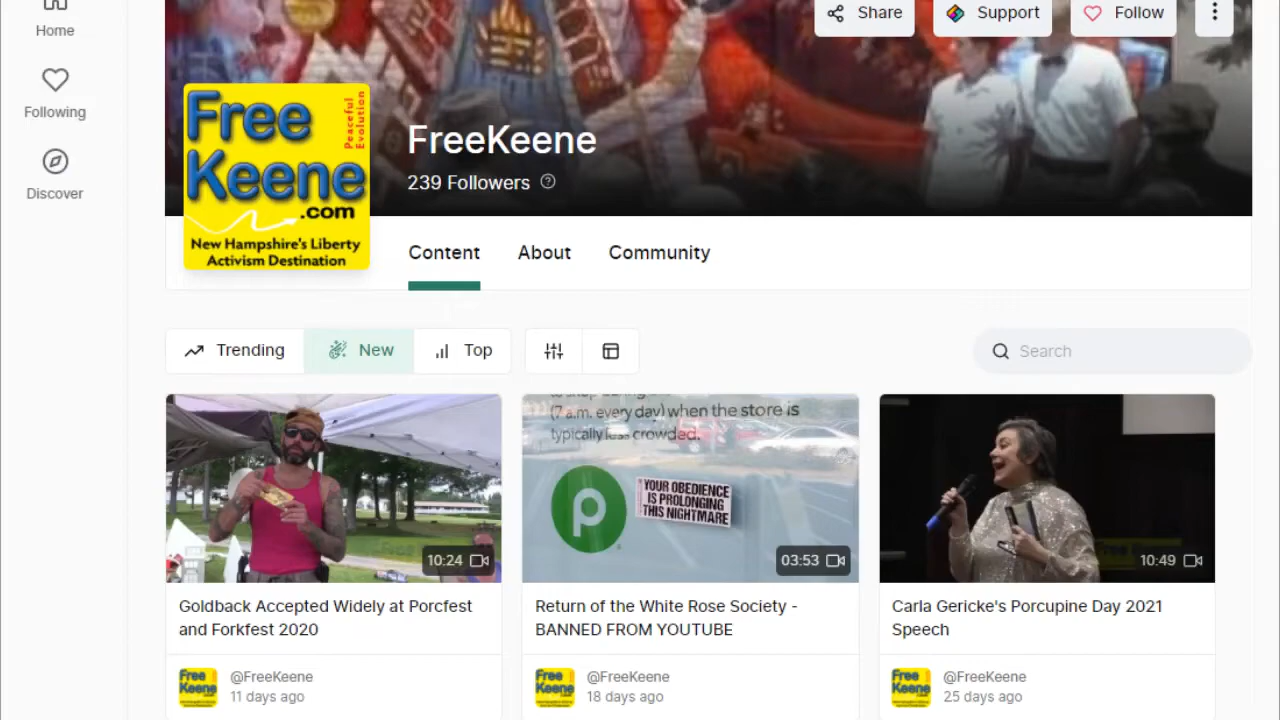 Share
Support
Follow
Home
Following
Discover
Free
Keene
.com
Peaceful
Evolution
New Hampshire's Liberty
Activism Destination
FreeKeene
239 Followers
Content
About
Community
Trending
New
Top
Search
10:24
(7 a.m. every day) when the store is
typically less crowded.
YOUR OBEDIENCE
IS PROLONGING
THIS NIGHTMARE
03:53
10:49
Goldback Accepted Widely at Porcfest
and Forkfest 2020
Return of the White Rose Society -
BANNED FROM YOUTUBE
Carla Gericke's Porcupine Day 2021
Speech
@FreeKeene
11 days ago
@FreeKeene
18 days ago
@FreeKeene
25 days ago